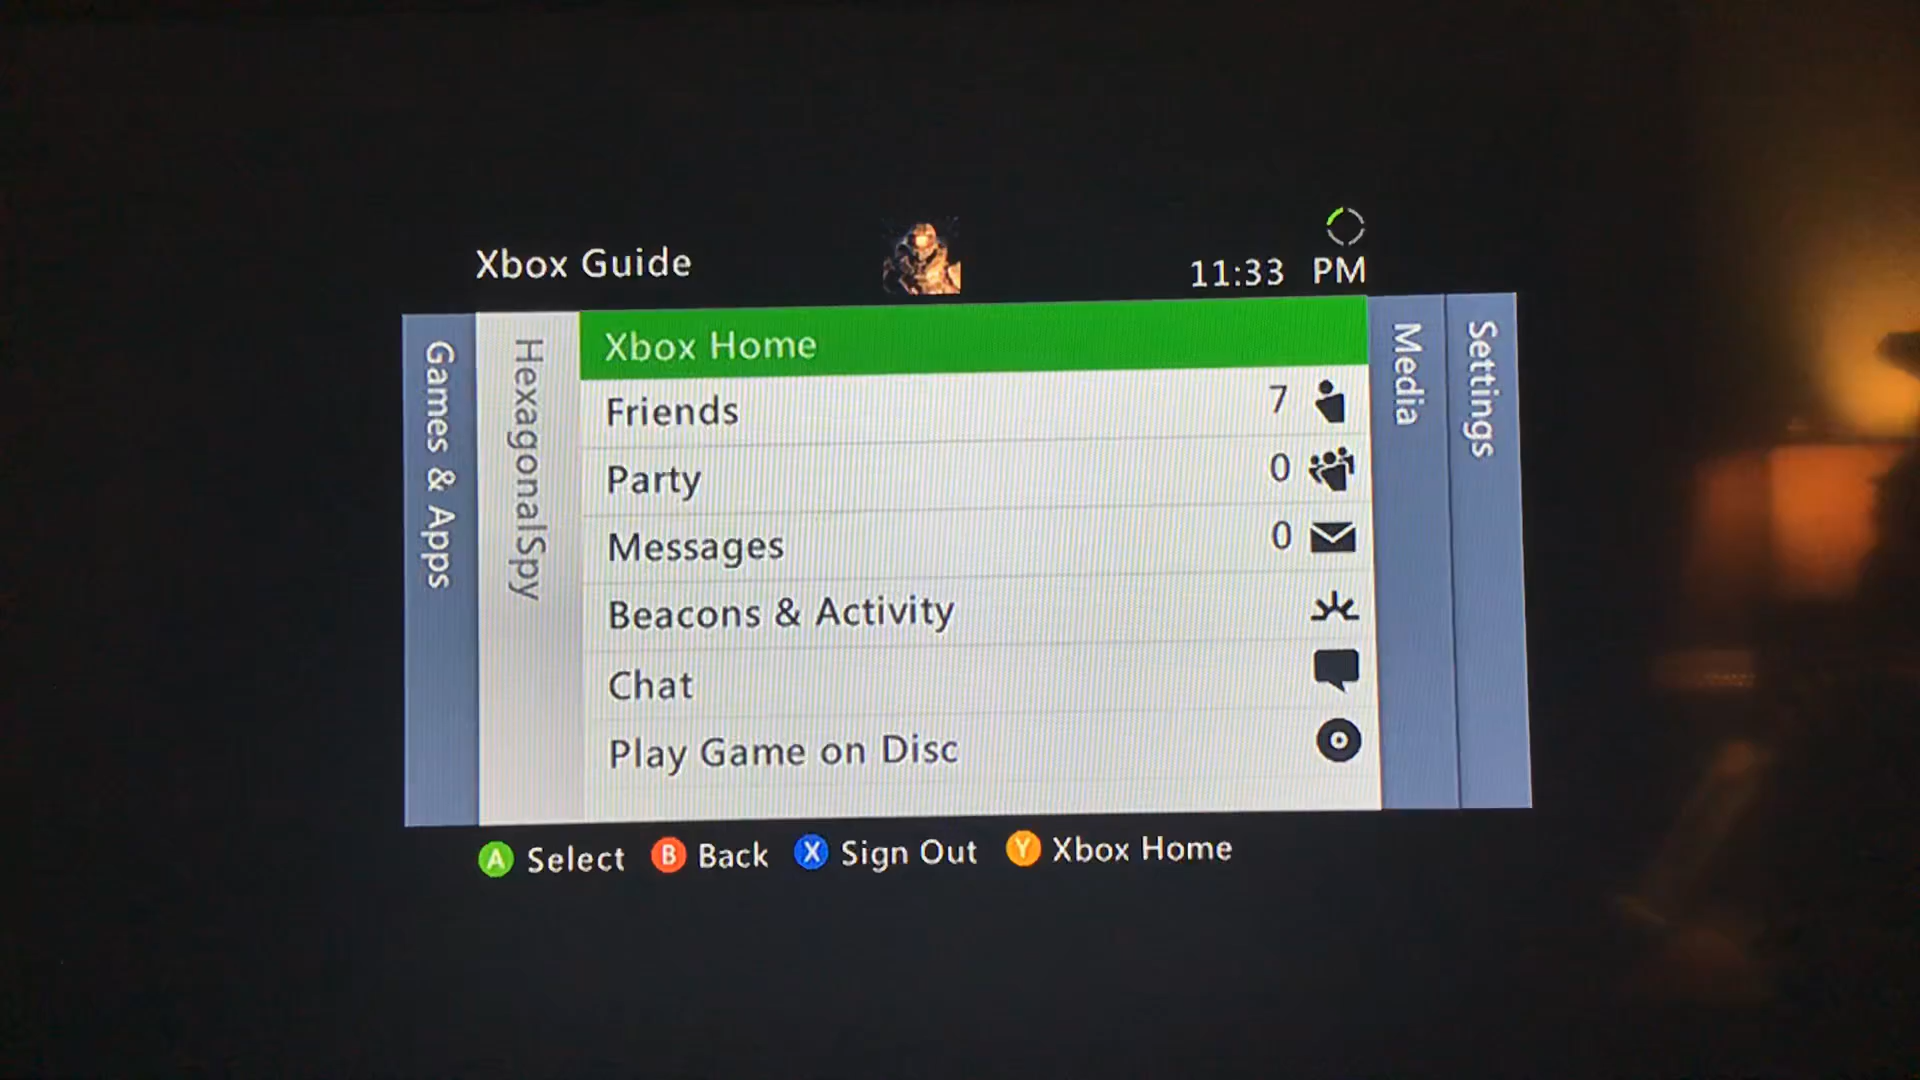 Xbox Guide
11:33 PM
Games & Apps
HexagonalSpy
Xbox Home
Friends 7
Party 0
Messages 0
Beacons & Activity
Chat
Play Game on Disc
Media
Settings
A Select B Back X Sign Out Y Xbox Home